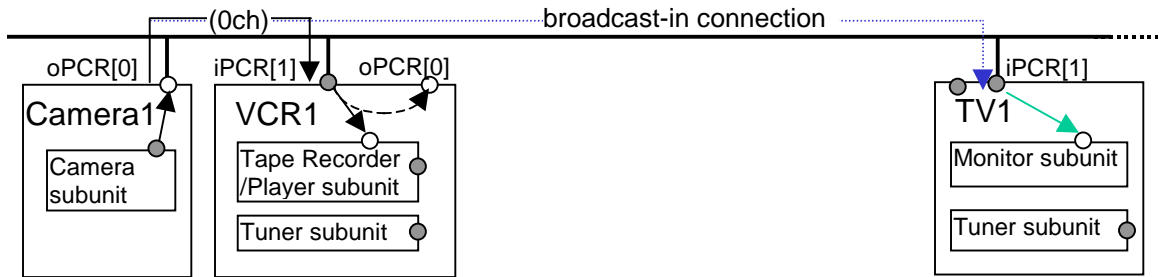 (0ch)
broadcast-in connection
oPCR[0]
iPCR[1]
oPCR[0]
iPCR[1]
Camera1
VCR1
TV1
Camera
subunit
Tape Recorder
/Player subunit
Monitor subunit
Tuner subunit
Tuner subunit